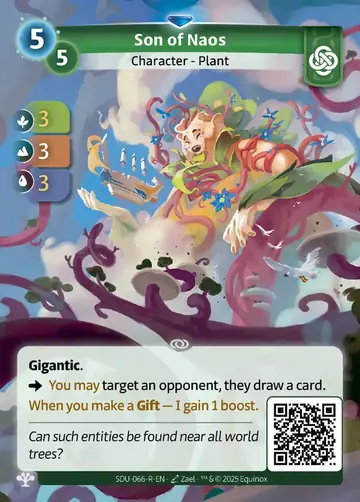 5
5
Son of Naos
Character - Plant
3
3
3
Gigantic.
You may target an opponent, they draw a card.
When you make a Gift — I gain 1 boost.
Can such entities be found near all world
trees?
SDU-066-R-EN - Zael - ™ & © 2025 Equinox